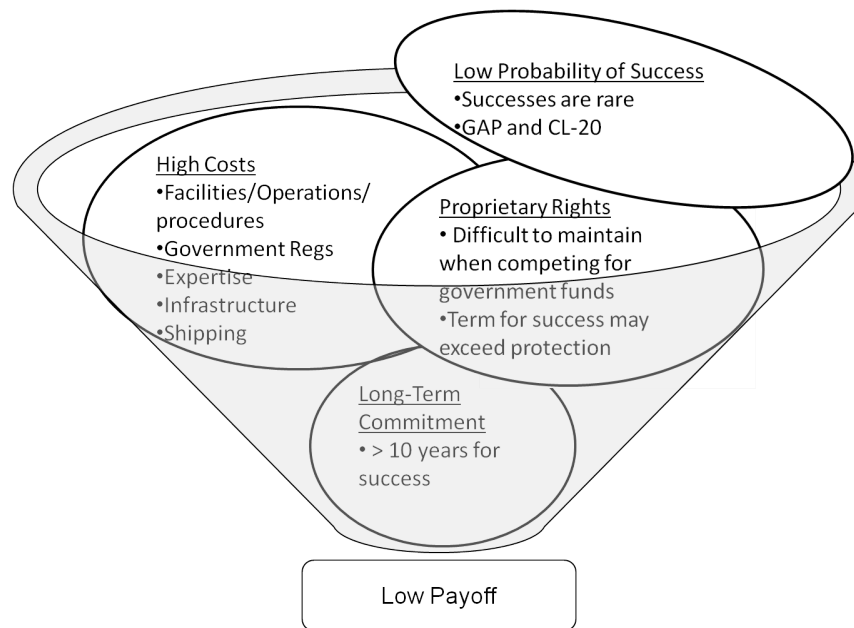 Low Probability of Success
•Successes are rare
•GAP and CL-20
High Costs
•Facilities/Operations/
procedures
•Government Regs
•Expertise
•Infrastructure
•Shipping
Proprietary Rights
• Difficult to maintain
when competing for
government funds
•Term for success may
exceed protection
Long-Term
Commitment
• > 10 years for
success
Low Payoff